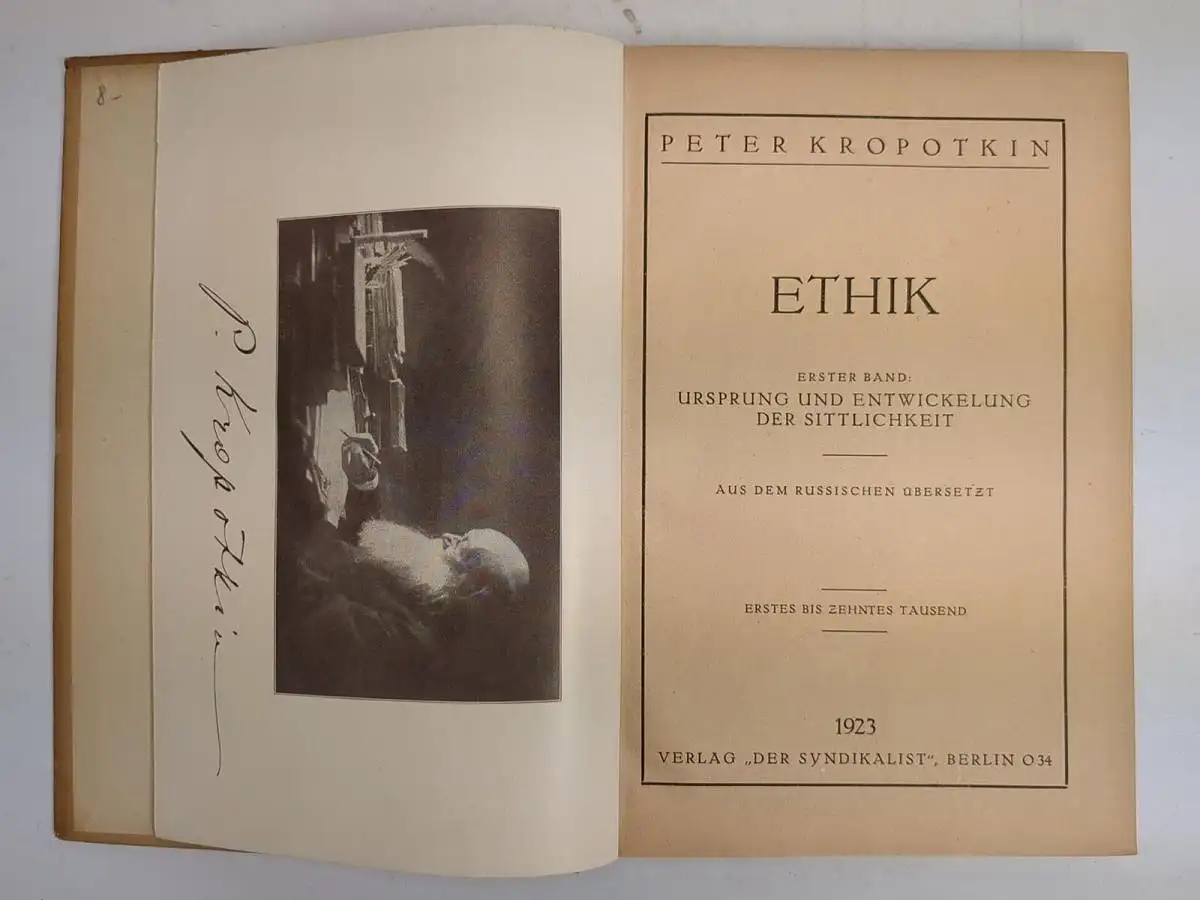 8-
P. Kropotkin
PETER KROPOTKIN
ETHIK
ERSTER BAND:
URSPRUNG UND ENTWICKELUNG
DER SITTLICHKEIT
AUS DEM RUSSISCHEN ÜBERSETZT
ERSTES BIS ZEHNTES TAUSEND
1923
VERLAG „DER SYNDIKALIST“, BERLIN O 34